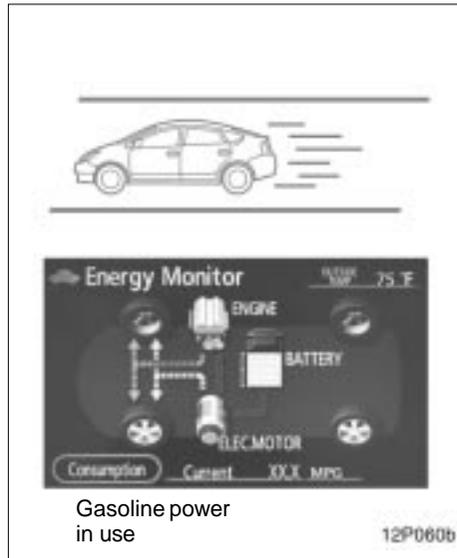 Energy Monitor
OUTSIDE
TEMP 75 °F
ENGINE
BATTERY
ELEC.MOTOR
Consumption Current XX.X MPG
Gasoline power
in use
12P060b